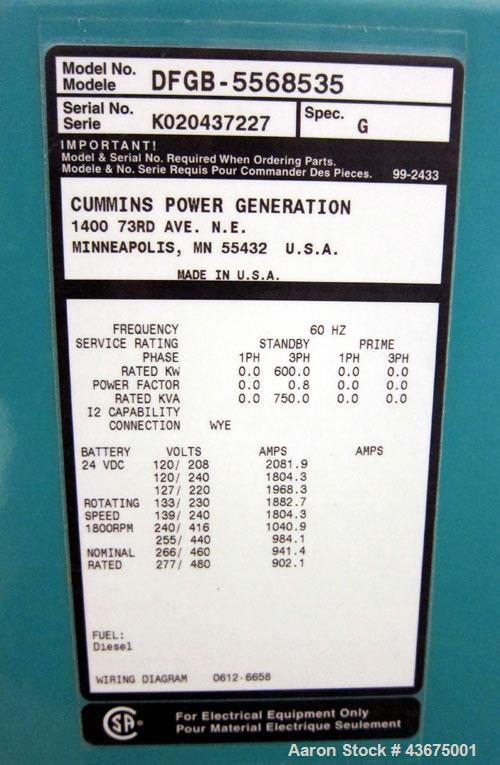 Model No.
Modele DFGB-5568535
Serial No.
Serie K020437227
Spec. G
IMPORTANT!
Model & Serial No. Required When Ordering Parts.
Modele & No. Serie Requis Pour Commander Des Pieces. 99-2433
CUMMINS POWER GENERATION
1400 73RD AVE. N.E.
MINNEAPOLIS, MN 55432 U.S.A.
MADE IN U.S.A.
FREQUENCY 60 HZ
SERVICE RATING STANDBY PRIME
PHASE 1PH 3PH 1PH 3PH
RATED KW 0.0 600.0 0.0 0.0
POWER FACTOR 0.0 0.8 0.0 0.0
RATED KVA 0.0 750.0 0.0 0.0
I2 CAPABILITY
CONNECTION WYE
BATTERY VOLTS AMPS AMPS
24 VDC 120/ 208 2081.9
120/ 240 1804.3
127/ 220 1968.3
ROTATING 133/ 230 1882.7
SPEED 139/ 240 1804.3
1800RPM 240/ 416 1040.9
255/ 440 984.1
NOMINAL 266/ 460 941.4
RATED 277/ 480 902.1
FUEL:
Diesel
WIRING DIAGRAM 0612-6658
SA
For Electrical Equipment Only
Pour Material Electrique Seulement
Aaron Stock # 43675001